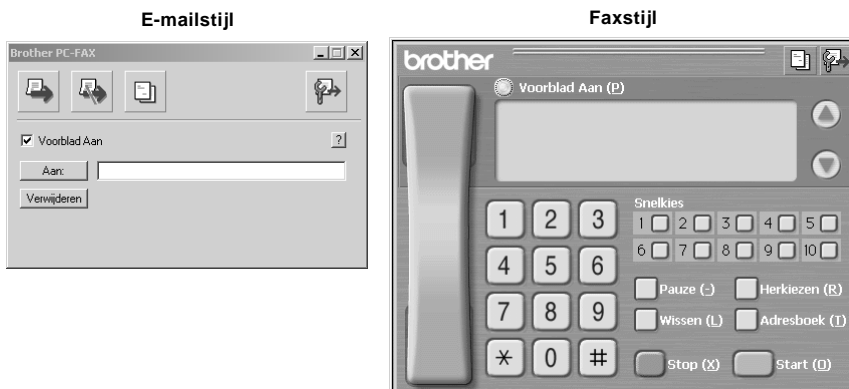 E-mailstijl
Brother PC-FAX
Voorblad Aan
?
Aan:
Verwijderen
Faxstijl
brother
Voorblad Aan (P)
1 2 3
4 5 6
7 8 9
* 0 #
Snelkies
1 2 3 4 5
6 7 8 9 10
Pauze (-) Herkiezen (R)
Wissen (L) Adresboek (T)
Stop (X) Start (O)